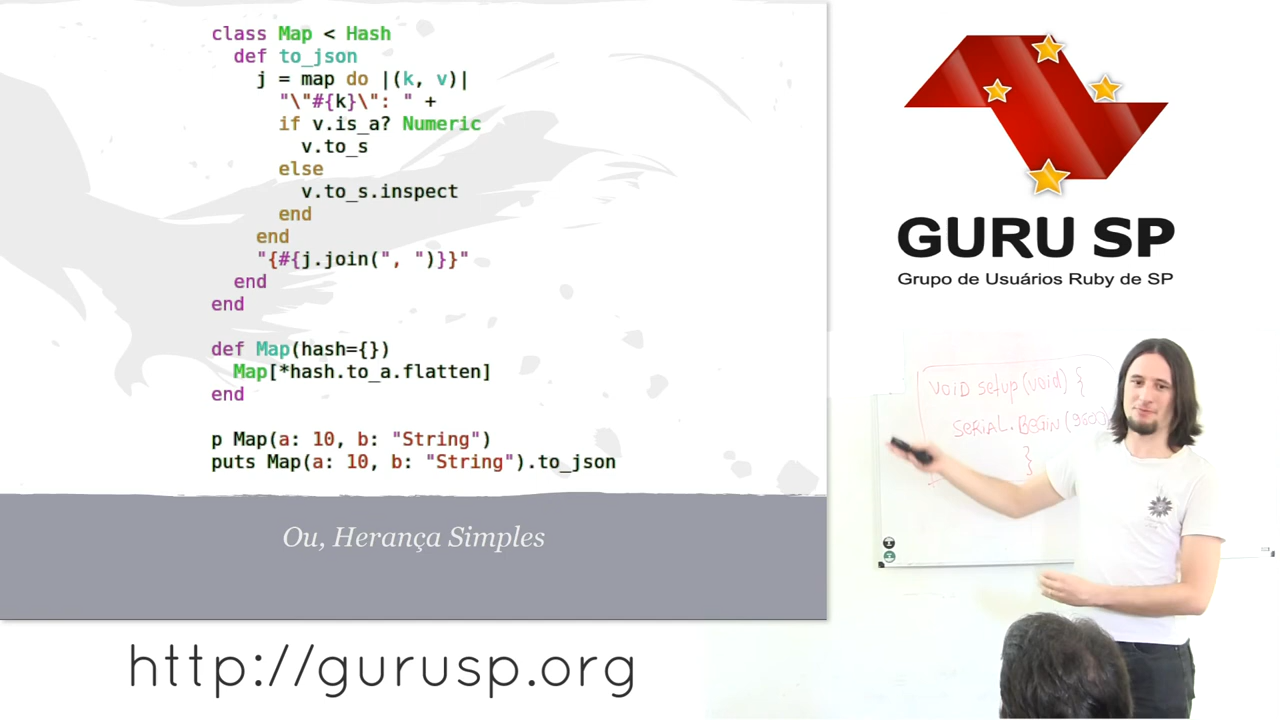 class Map < Hash
  def to_json
    j = map do |(k, v)|
      "\"#{k}\": " +
      if v.is_a? Numeric
        v.to_s
      else
        v.to_s.inspect
      end
    end
    "{#{j.join(", ")}}"
  end
end

def Map(hash={})
  Map[*hash.to_a.flatten]
end

p Map(a: 10, b: "String")
puts Map(a: 10, b: "String").to_json
Ou, Herança Simples
http://gurusp.org
GURU SP
Grupo de Usuários Ruby de SP
void setup (void) {
SERIAL.BEGIN (9600)
}